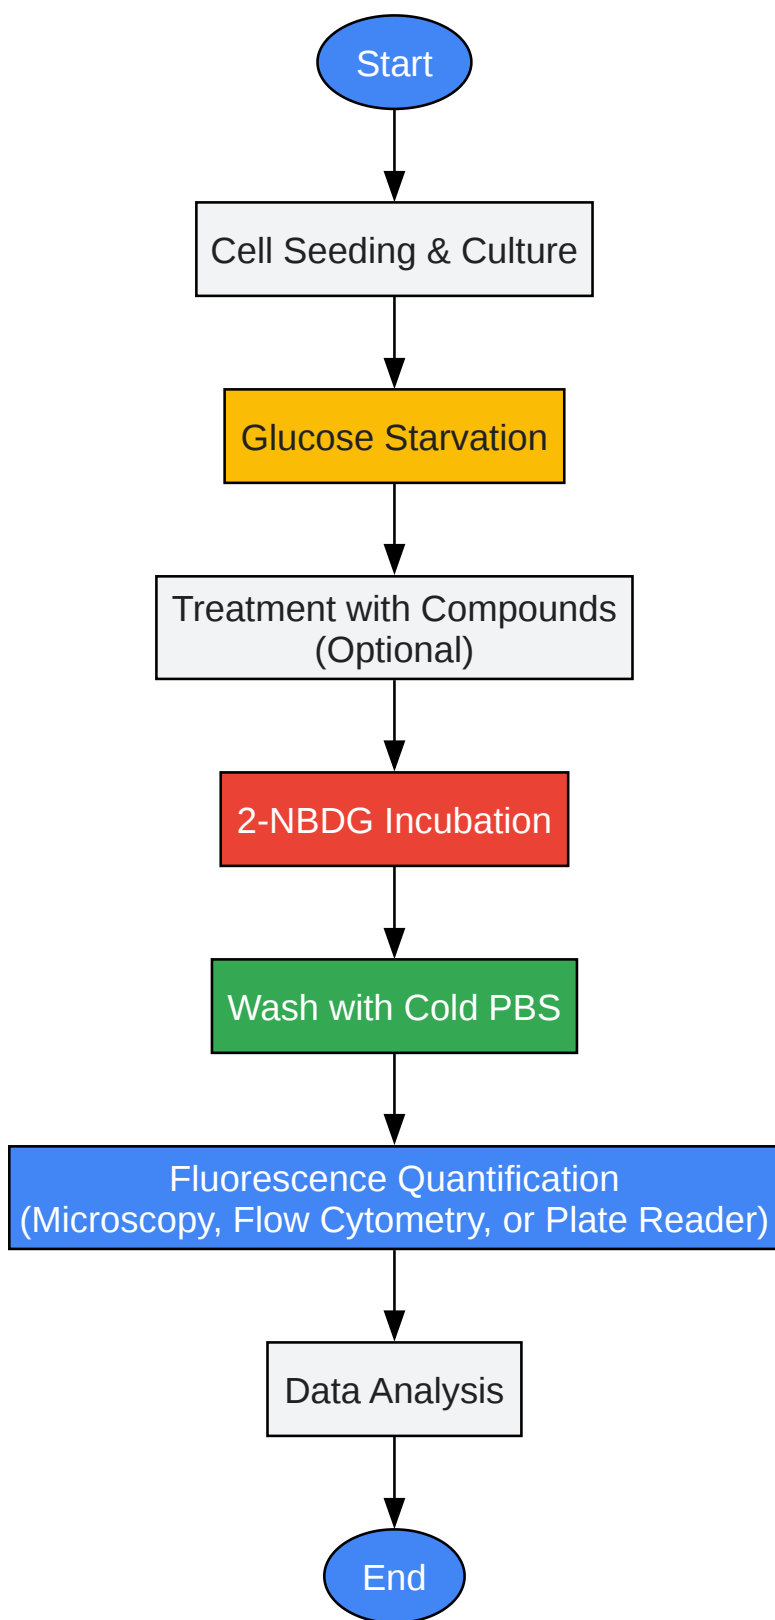 Start
Cell Seeding & Culture
Glucose Starvation
Treatment with Compounds
(Optional)
2-NBDG Incubation
Wash with Cold PBS
Fluorescence Quantification
(Microscopy, Flow Cytometry, or Plate Reader)
Data Analysis
End